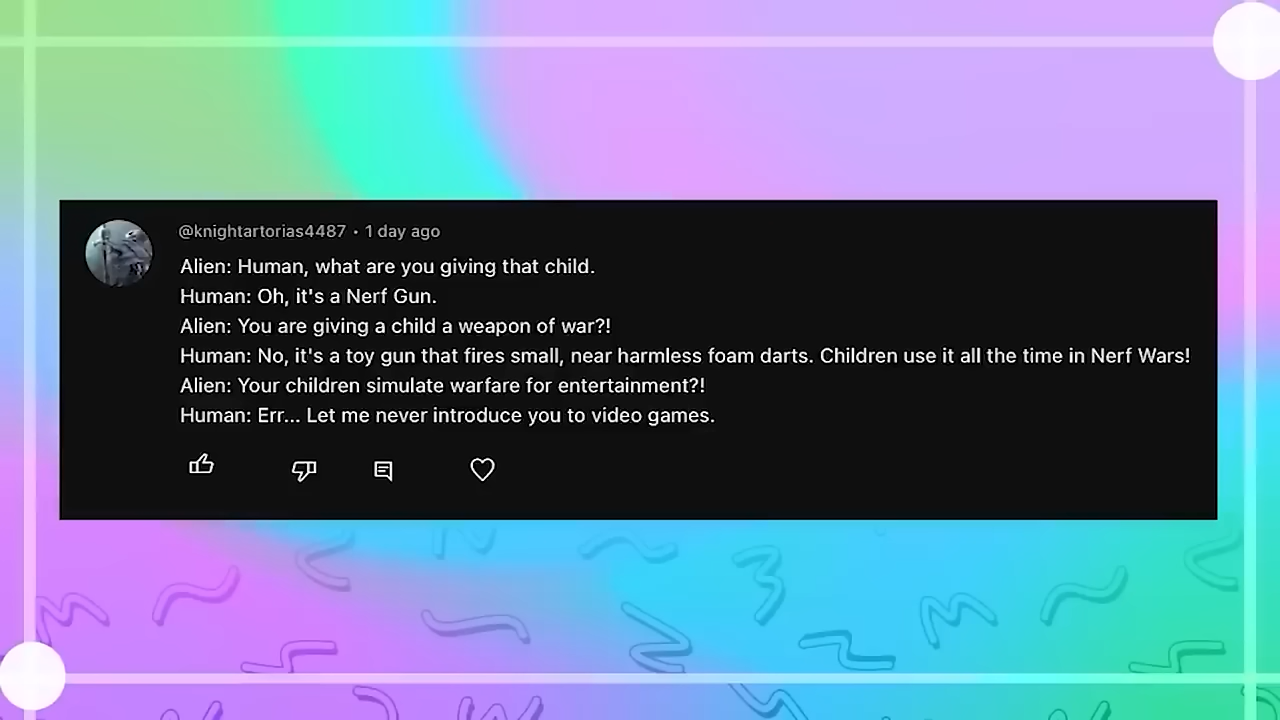 @knightartorias4487 • 1 day ago
Alien: Human, what are you giving that child.
Human: Oh, it's a Nerf Gun.
Alien: You are giving a child a weapon of war?!
Human: No, it's a toy gun that fires small, near harmless foam darts. Children use it all the time in Nerf Wars!
Alien: Your children simulate warfare for entertainment?!
Human: Err... Let me never introduce you to video games.